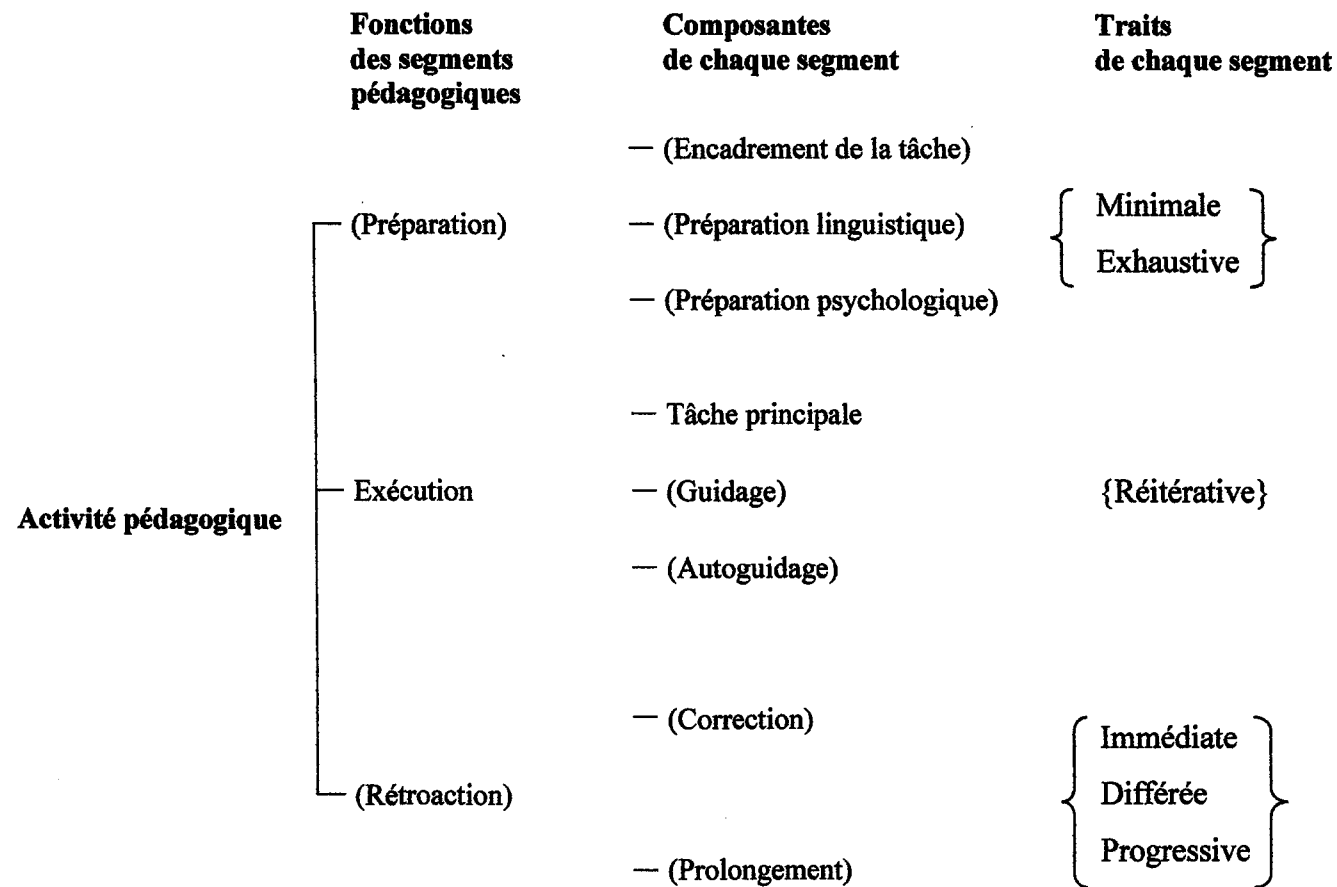 Fonctions
des segments
pédagogiques
Composantes
de chaque segment
Traits
de chaque segment
— (Encadrement de la tâche)
(Préparation)
— (Préparation linguistique)
Minimale
Exhaustive
— (Préparation psychologique)
— Tâche principale
Activité pédagogique
Exécution
— (Guidage)
{Réitérative}
— (Autoguidage)
— (Correction)
(Rétroaction)
Immédiate
Différée
Progressive
— (Prolongement)